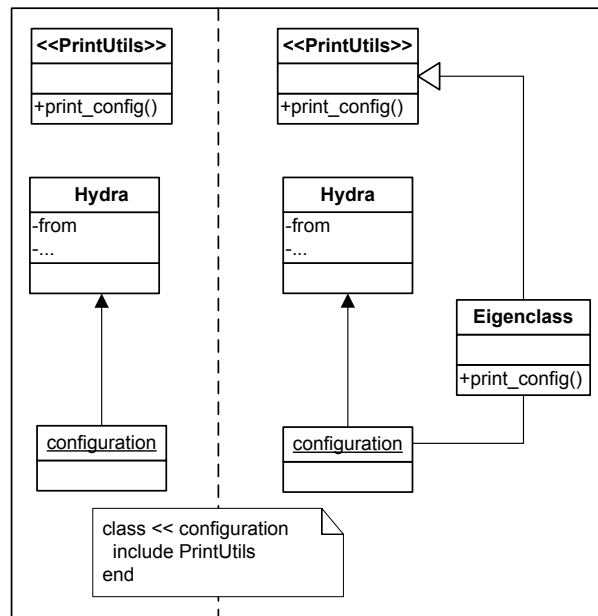 <<PrintUtils>>
+print_config()
Hydra
-from
-...
configuration
<<PrintUtils>>
+print_config()
Hydra
-from
-...
Eigenclass
+print_config()
configuration
class << configuration
  include PrintUtils
end